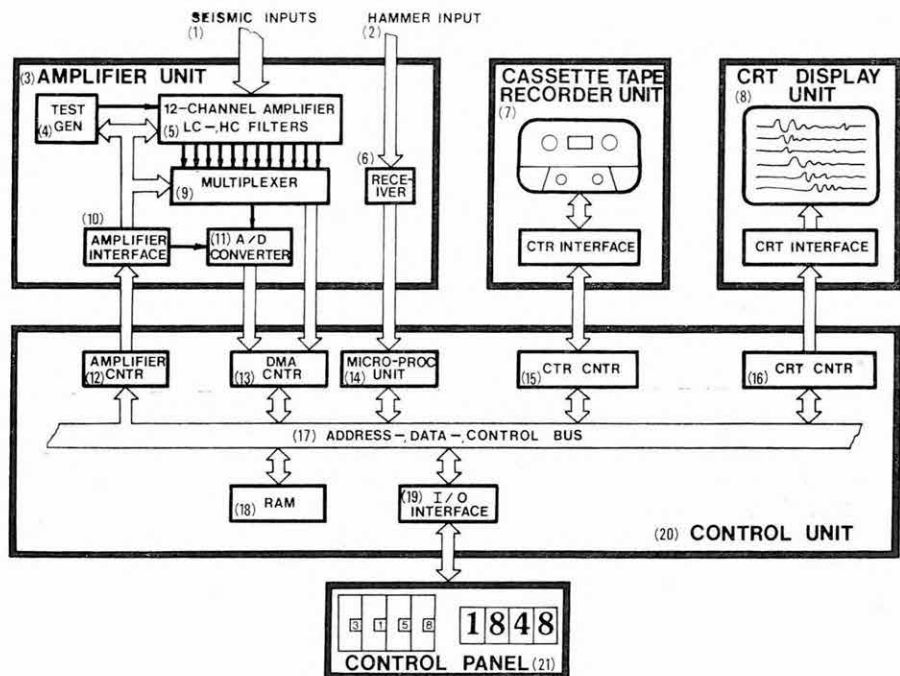 SEISMIC INPUTS
(1)
HAMMER INPUT
(2)
(3) AMPLIFIER UNIT
TEST
(4) GEN
12-CHANNEL AMPLIFIER
(5) LC-,HC FILTERS
(6)
RECE-
IVER
(9) MULTIPLEXER
(10)
AMPLIFIER
INTERFACE
(11) A/D
CONVERTER
CASSETTE TAPE
RECORDER UNIT
(7)
CTR INTERFACE
CRT DISPLAY
(8) UNIT
CRT INTERFACE
AMPLIFIER
(12) CNTR
DMA
(13) CNTR
MICRO-PROC
(14) UNIT
(15) CTR CNTR
(16) CRT CNTR
(17) ADDRESS-,DATA-,CONTROL BUS
(18) RAM
(19) I/O
INTERFACE
(20) CONTROL UNIT
3 1 5 8
1848
CONTROL PANEL (21)